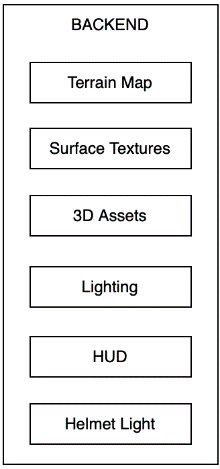 BACKEND
Terrain Map
Surface Textures
3D Assets
Lighting
HUD
Helmet Light